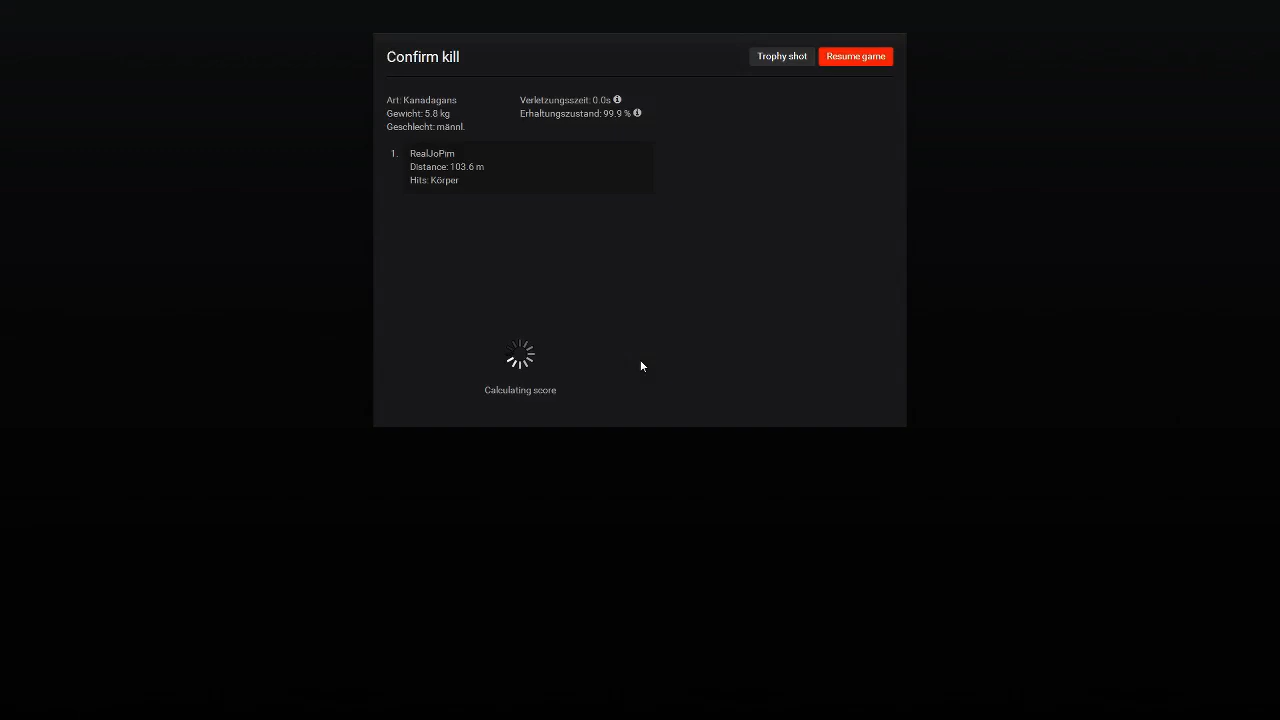 Confirm kill
Trophy shot
Resume game
Art: Kanadagans
Gewicht: 5.8 kg
Geschlecht: männl.
Verletzungsszeit: 0.0s
Erhaltungszustand: 99.9 %
1. RealJoPim
Distance: 103.6 m
Hits: Körper
Calculating score